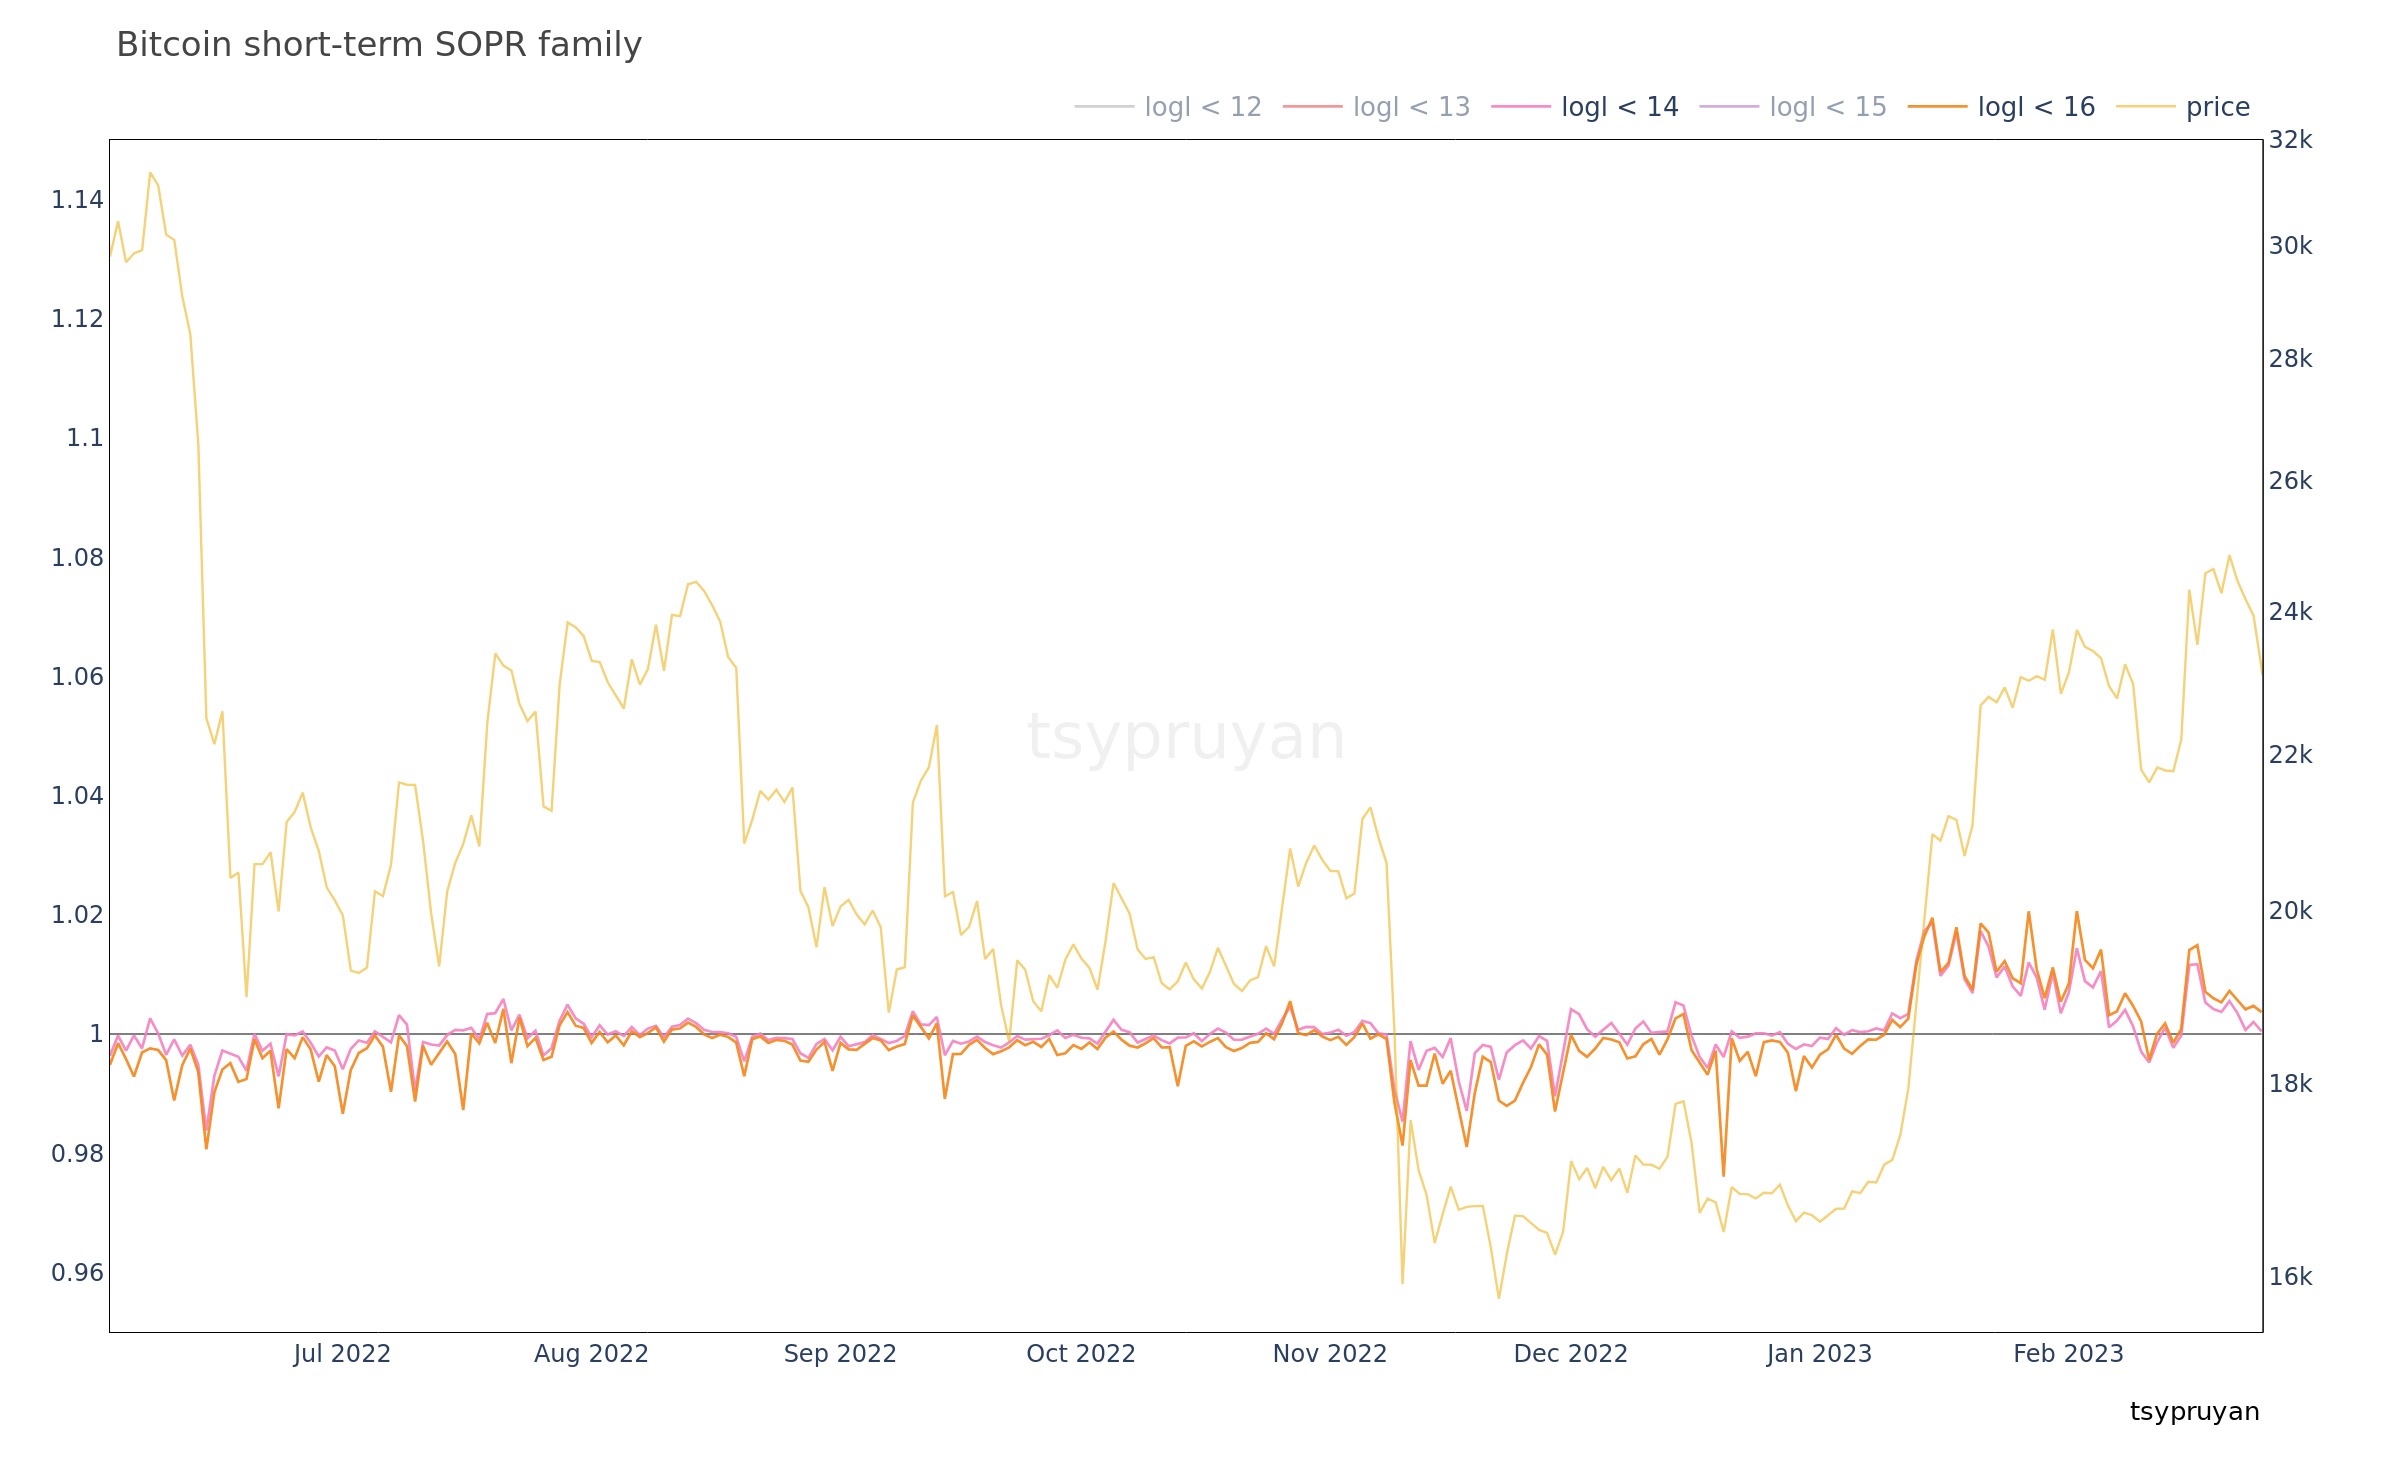 Bitcoin short-term SOPR family
logl < 12 logl < 13 logl < 14 logl < 15 logl < 16 price
1.14
1.12
1.1
1.08
1.06
1.04
1.02
1
0.98
0.96
32k
30k
28k
26k
24k
22k
20k
18k
16k
tsypruyan
Jul 2022 Aug 2022 Sep 2022 Oct 2022 Nov 2022 Dec 2022 Jan 2023 Feb 2023
tsypruyan